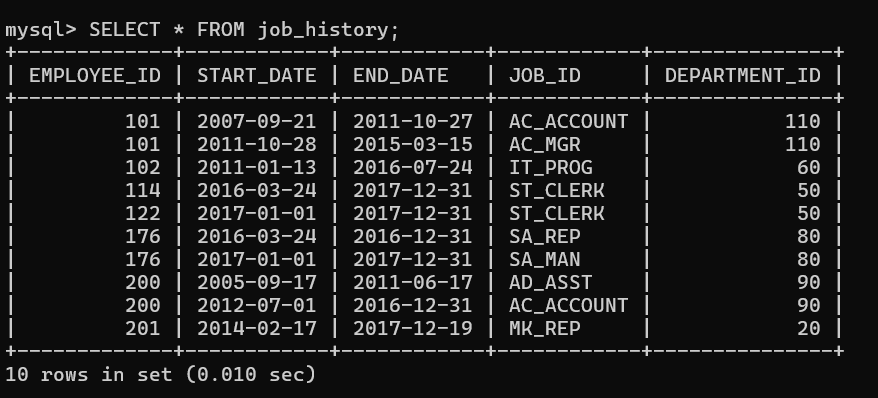 mysql> SELECT * FROM job_history;
+-------------+------------+------------+------------+---------------+
| EMPLOYEE_ID | START_DATE | END_DATE   | JOB_ID     | DEPARTMENT_ID |
+-------------+------------+------------+------------+---------------+
|         101 | 2007-09-21 | 2011-10-27 | AC_ACCOUNT |           110 |
|         101 | 2011-10-28 | 2015-03-15 | AC_MGR     |           110 |
|         102 | 2011-01-13 | 2016-07-24 | IT_PROG    |            60 |
|         114 | 2016-03-24 | 2017-12-31 | ST_CLERK   |            50 |
|         122 | 2017-01-01 | 2017-12-31 | ST_CLERK   |            50 |
|         176 | 2016-03-24 | 2016-12-31 | SA_REP     |            80 |
|         176 | 2017-01-01 | 2017-12-31 | SA_MAN     |            80 |
|         200 | 2005-09-17 | 2011-06-17 | AD_ASST    |            90 |
|         200 | 2012-07-01 | 2016-12-31 | AC_ACCOUNT |            90 |
|         201 | 2014-02-17 | 2017-12-19 | MK_REP     |            20 |
+-------------+------------+------------+------------+---------------+
10 rows in set (0.010 sec)